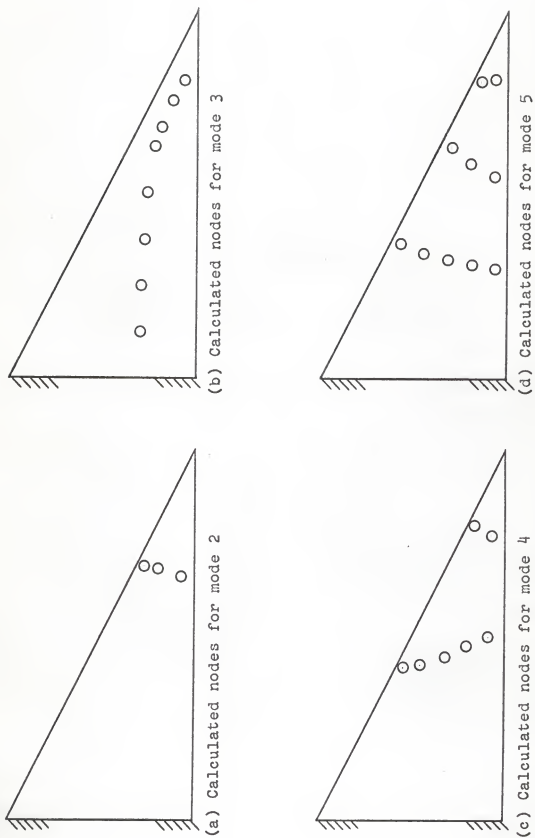 (a) Calculated nodes for mode 2
(b) Calculated nodes for mode 3
(c) Calculated nodes for mode 4
(d) Calculated nodes for mode 5